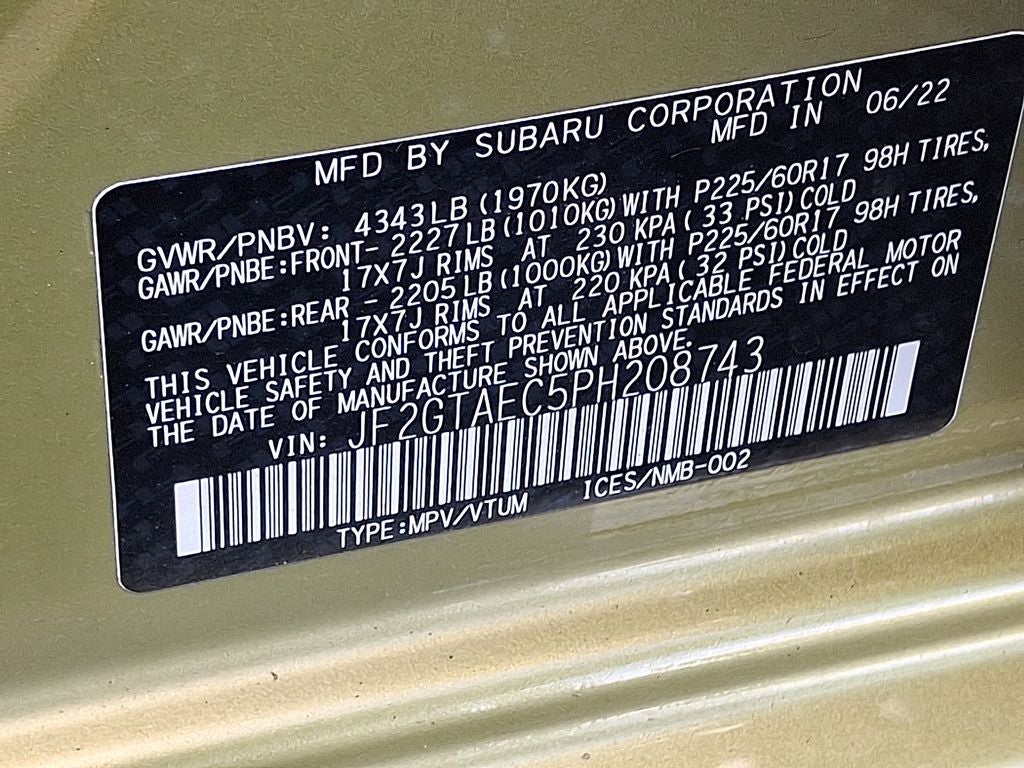 MFD BY SUBARU CORPORATION
MFD IN 06/22
GVWR/PNBV: 4343LB (1970KG)
GAWR/PNBE:FRONT- 2227LB (1010KG) WITH P225/60R17 98H TIRES,
17X7J RIMS AT 230 KPA ( 33 PSI) COLD
GAWR/PNBE:REAR - 2205LB (1000KG) WITH P225/60R17 98H TIRES,
17X7J RIMS AT 220 KPA ( 32 PSI) COLD
THIS VEHICLE CONFORMS TO ALL APPLICABLE FEDERAL MOTOR
VEHICLE SAFETY AND THEFT PREVENTION STANDARDS IN EFFECT ON
THE DATE OF MANUFACTURE SHOWN ABOVE.
VIN: JF2GTAEC5PH208743
TYPE:MPV/VTUM ICES/NMB-002